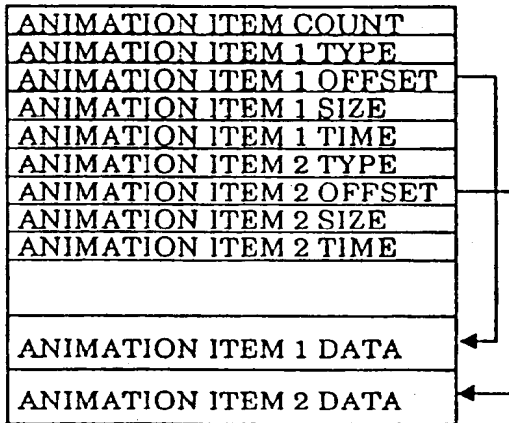 ANIMATION ITEM COUNT
ANIMATION ITEM 1 TYPE
ANIMATION ITEM 1 OFFSET
ANIMATION ITEM 1 SIZE
ANIMATION ITEM 1 TIME
ANIMATION ITEM 2 TYPE
ANIMATION ITEM 2 OFFSET
ANIMATION ITEM 2 SIZE
ANIMATION ITEM 2 TIME
ANIMATION ITEM 1 DATA
ANIMATION ITEM 2 DATA